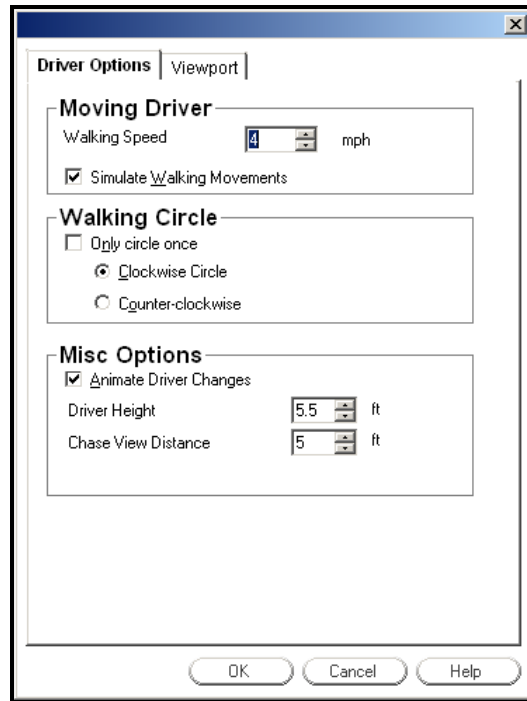 Driver Options Viewport
Moving Driver
Walking Speed 4 mph
Simulate Walking Movements
Walking Circle
Only circle once
Clockwise Circle
Counter-clockwise
Misc Options
Animate Driver Changes
Driver Height 5.5 ft
Chase View Distance 5 ft
OK Cancel Help